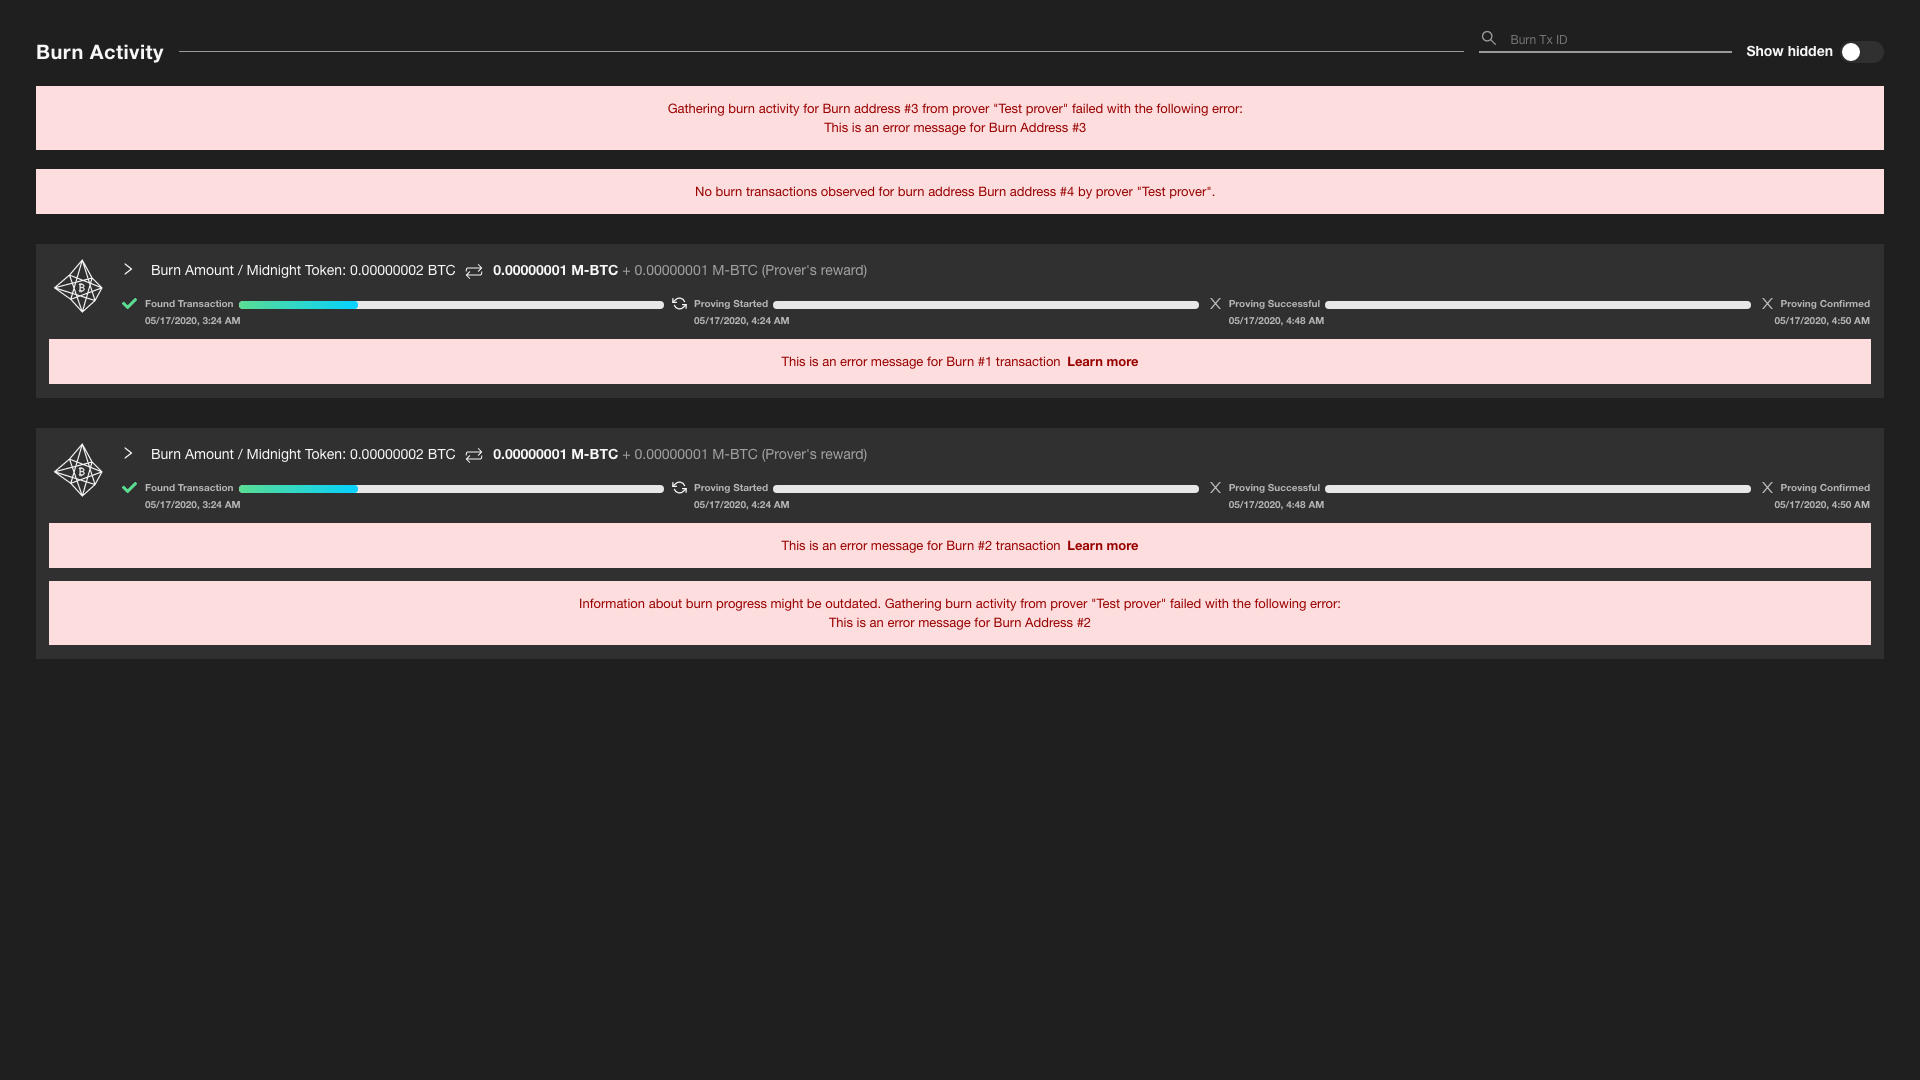 Burn Activity
Burn Tx ID
Show hidden
Gathering burn activity for Burn address #3 from prover "Test prover" failed with the following error:
This is an error message for Burn Address #3
No burn transactions observed for burn address Burn address #4 by prover "Test prover".
Burn Amount / Midnight Token: 0.00000002 BTC 0.00000001 M-BTC + 0.00000001 M-BTC (Prover's reward)
Found Transaction Proving Started Proving Successful Proving Confirmed
05/17/2020, 3:24 AM 05/17/2020, 4:24 AM 05/17/2020, 4:48 AM 05/17/2020, 4:50 AM
This is an error message for Burn #1 transaction Learn more
Burn Amount / Midnight Token: 0.00000002 BTC 0.00000001 M-BTC + 0.00000001 M-BTC (Prover's reward)
Found Transaction Proving Started Proving Successful Proving Confirmed
05/17/2020, 3:24 AM 05/17/2020, 4:24 AM 05/17/2020, 4:48 AM 05/17/2020, 4:50 AM
This is an error message for Burn #2 transaction Learn more
Information about burn progress might be outdated. Gathering burn activity from prover "Test prover" failed with the following error:
This is an error message for Burn Address #2